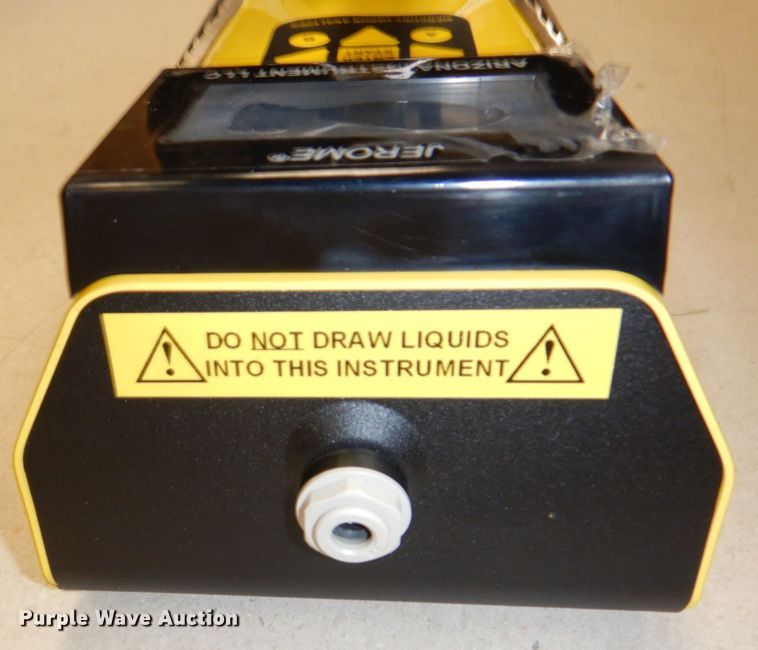 ARIZONA INSTRUMENT LLC
JEROME®
DO NOT DRAW LIQUIDS
INTO THIS INSTRUMENT
Purple Wave Auction